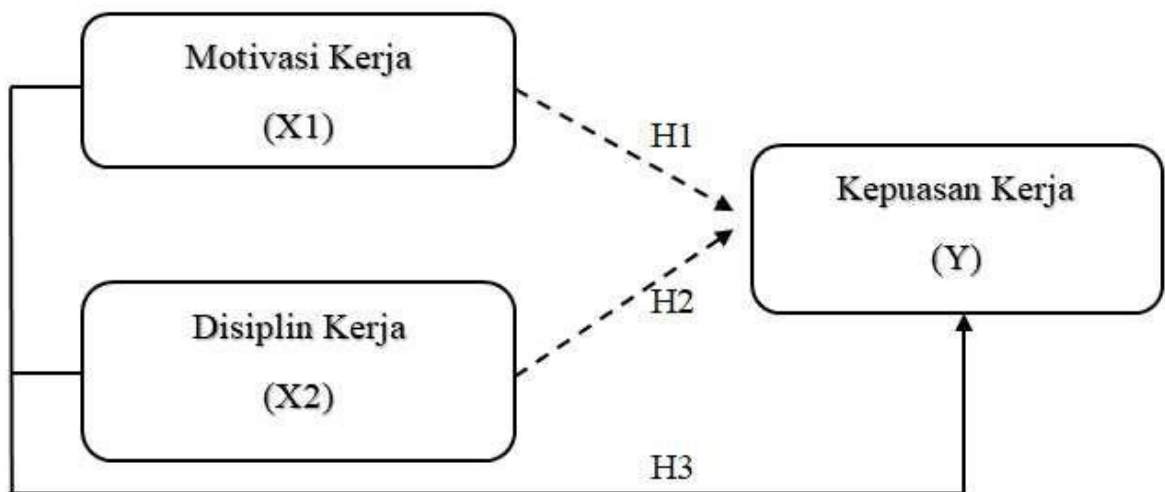 Motivasi Kerja
(X1)
H1
Kepuasan Kerja
(Y)
Disiplin Kerja
(X2)
H2
H3